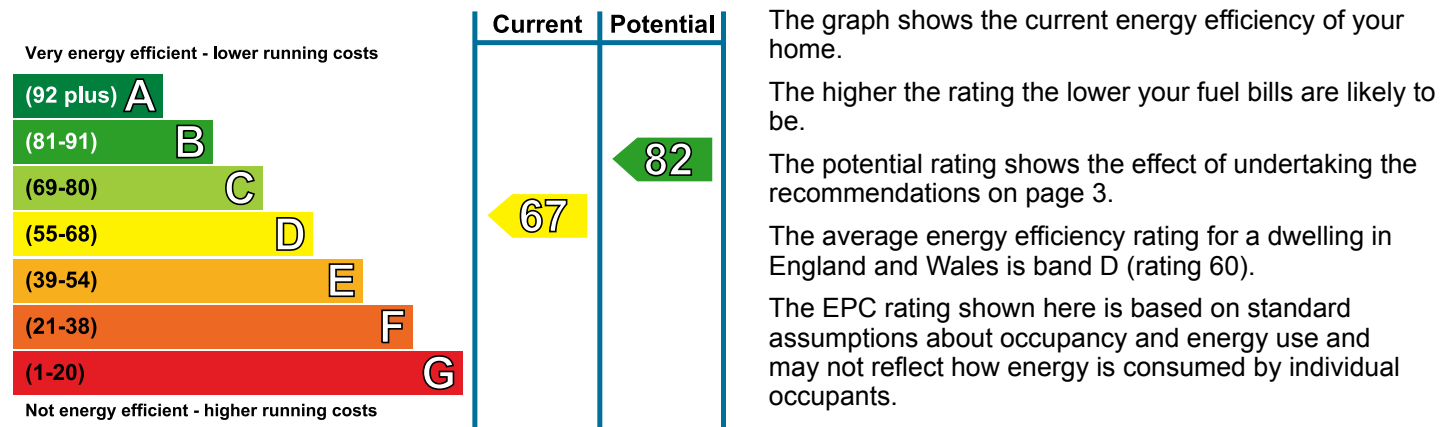 Current Potential
Very energy efficient - lower running costs
(92 plus) A
(81-91) B
(69-80) C
(55-68) D
(39-54) E
(21-38) F
(1-20) G
Not energy efficient - higher running costs
67
82
The graph shows the current energy efficiency of your
home.
The higher the rating the lower your fuel bills are likely to
be.
The potential rating shows the effect of undertaking the
recommendations on page 3.
The average energy efficiency rating for a dwelling in
England and Wales is band D (rating 60).
The EPC rating shown here is based on standard
assumptions about occupancy and energy use and
may not reflect how energy is consumed by individual
occupants.